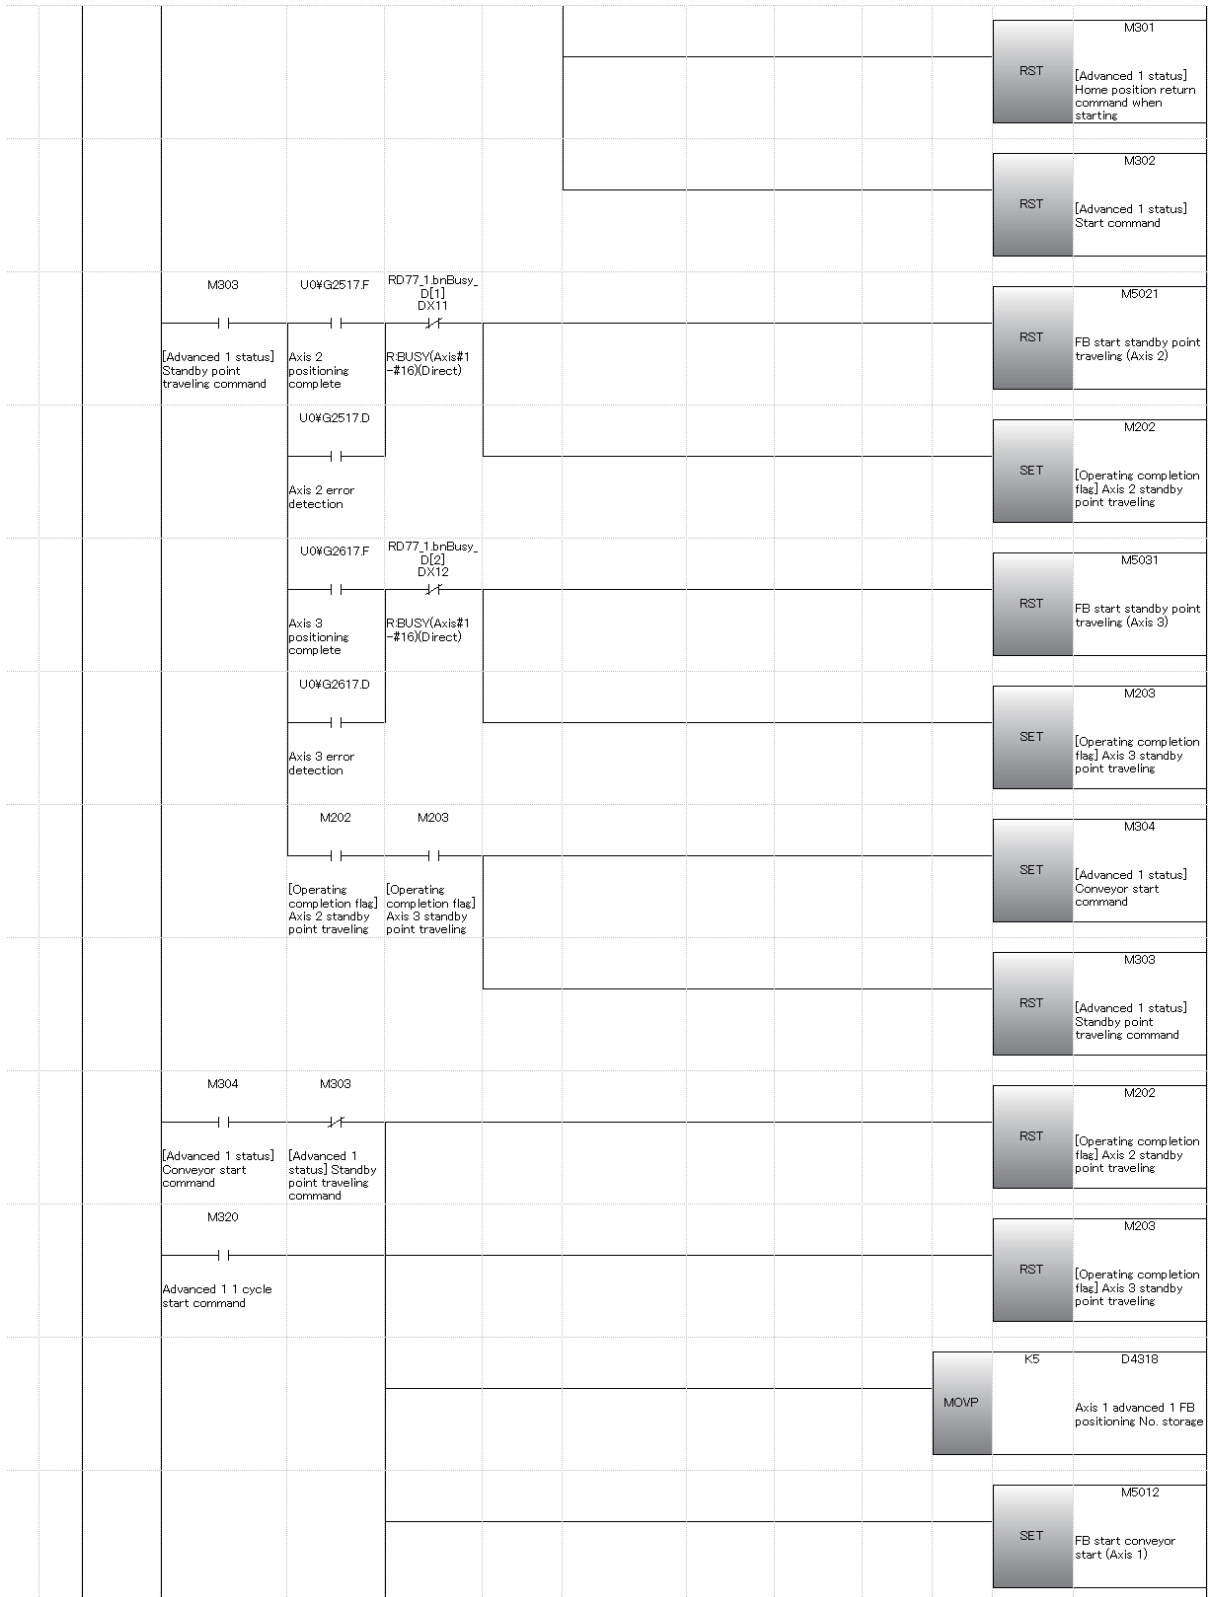 M301
RST
[Advanced 1 status]
Home position return
command when
starting
M302
RST
[Advanced 1 status]
Start command
M303
U0¥G2517.F
RD77_1.bnBusy_
D[1]
DX11
M5021
RST
[Advanced 1 status]
Standby point
traveling command
Axis 2
positioning
complete
R:BUSY(Axis#1
-#16)(Direct)
FB start standby point
traveling (Axis 2)
U0¥G2517.D
M202
SET
Axis 2 error
detection
[Operating completion
flag] Axis 2 standby
point traveling
U0¥G2617.F
RD77_1.bnBusy_
D[2]
DX12
M5031
RST
Axis 3
positioning
complete
R:BUSY(Axis#1
-#16)(Direct)
FB start standby point
traveling (Axis 3)
U0¥G2617.D
M203
SET
Axis 3 error
detection
[Operating completion
flag] Axis 3 standby
point traveling
M202
M203
M304
SET
[Operating
completion flag]
Axis 2 standby
point traveling
[Operating
completion flag]
Axis 3 standby
point traveling
[Advanced 1 status]
Conveyor start
command
M303
RST
[Advanced 1 status]
Standby point
traveling command
M304
M303
M202
RST
[Advanced 1 status]
Conveyor start
command
[Advanced 1
status] Standby
point traveling
command
[Operating completion
flag] Axis 2 standby
point traveling
M320
M203
RST
Advanced 1 1 cycle
start command
[Operating completion
flag] Axis 3 standby
point traveling
K5
D4318
MOVP
Axis 1 advanced 1 FB
positioning No. storage
M5012
SET
FB start conveyor
start (Axis 1)